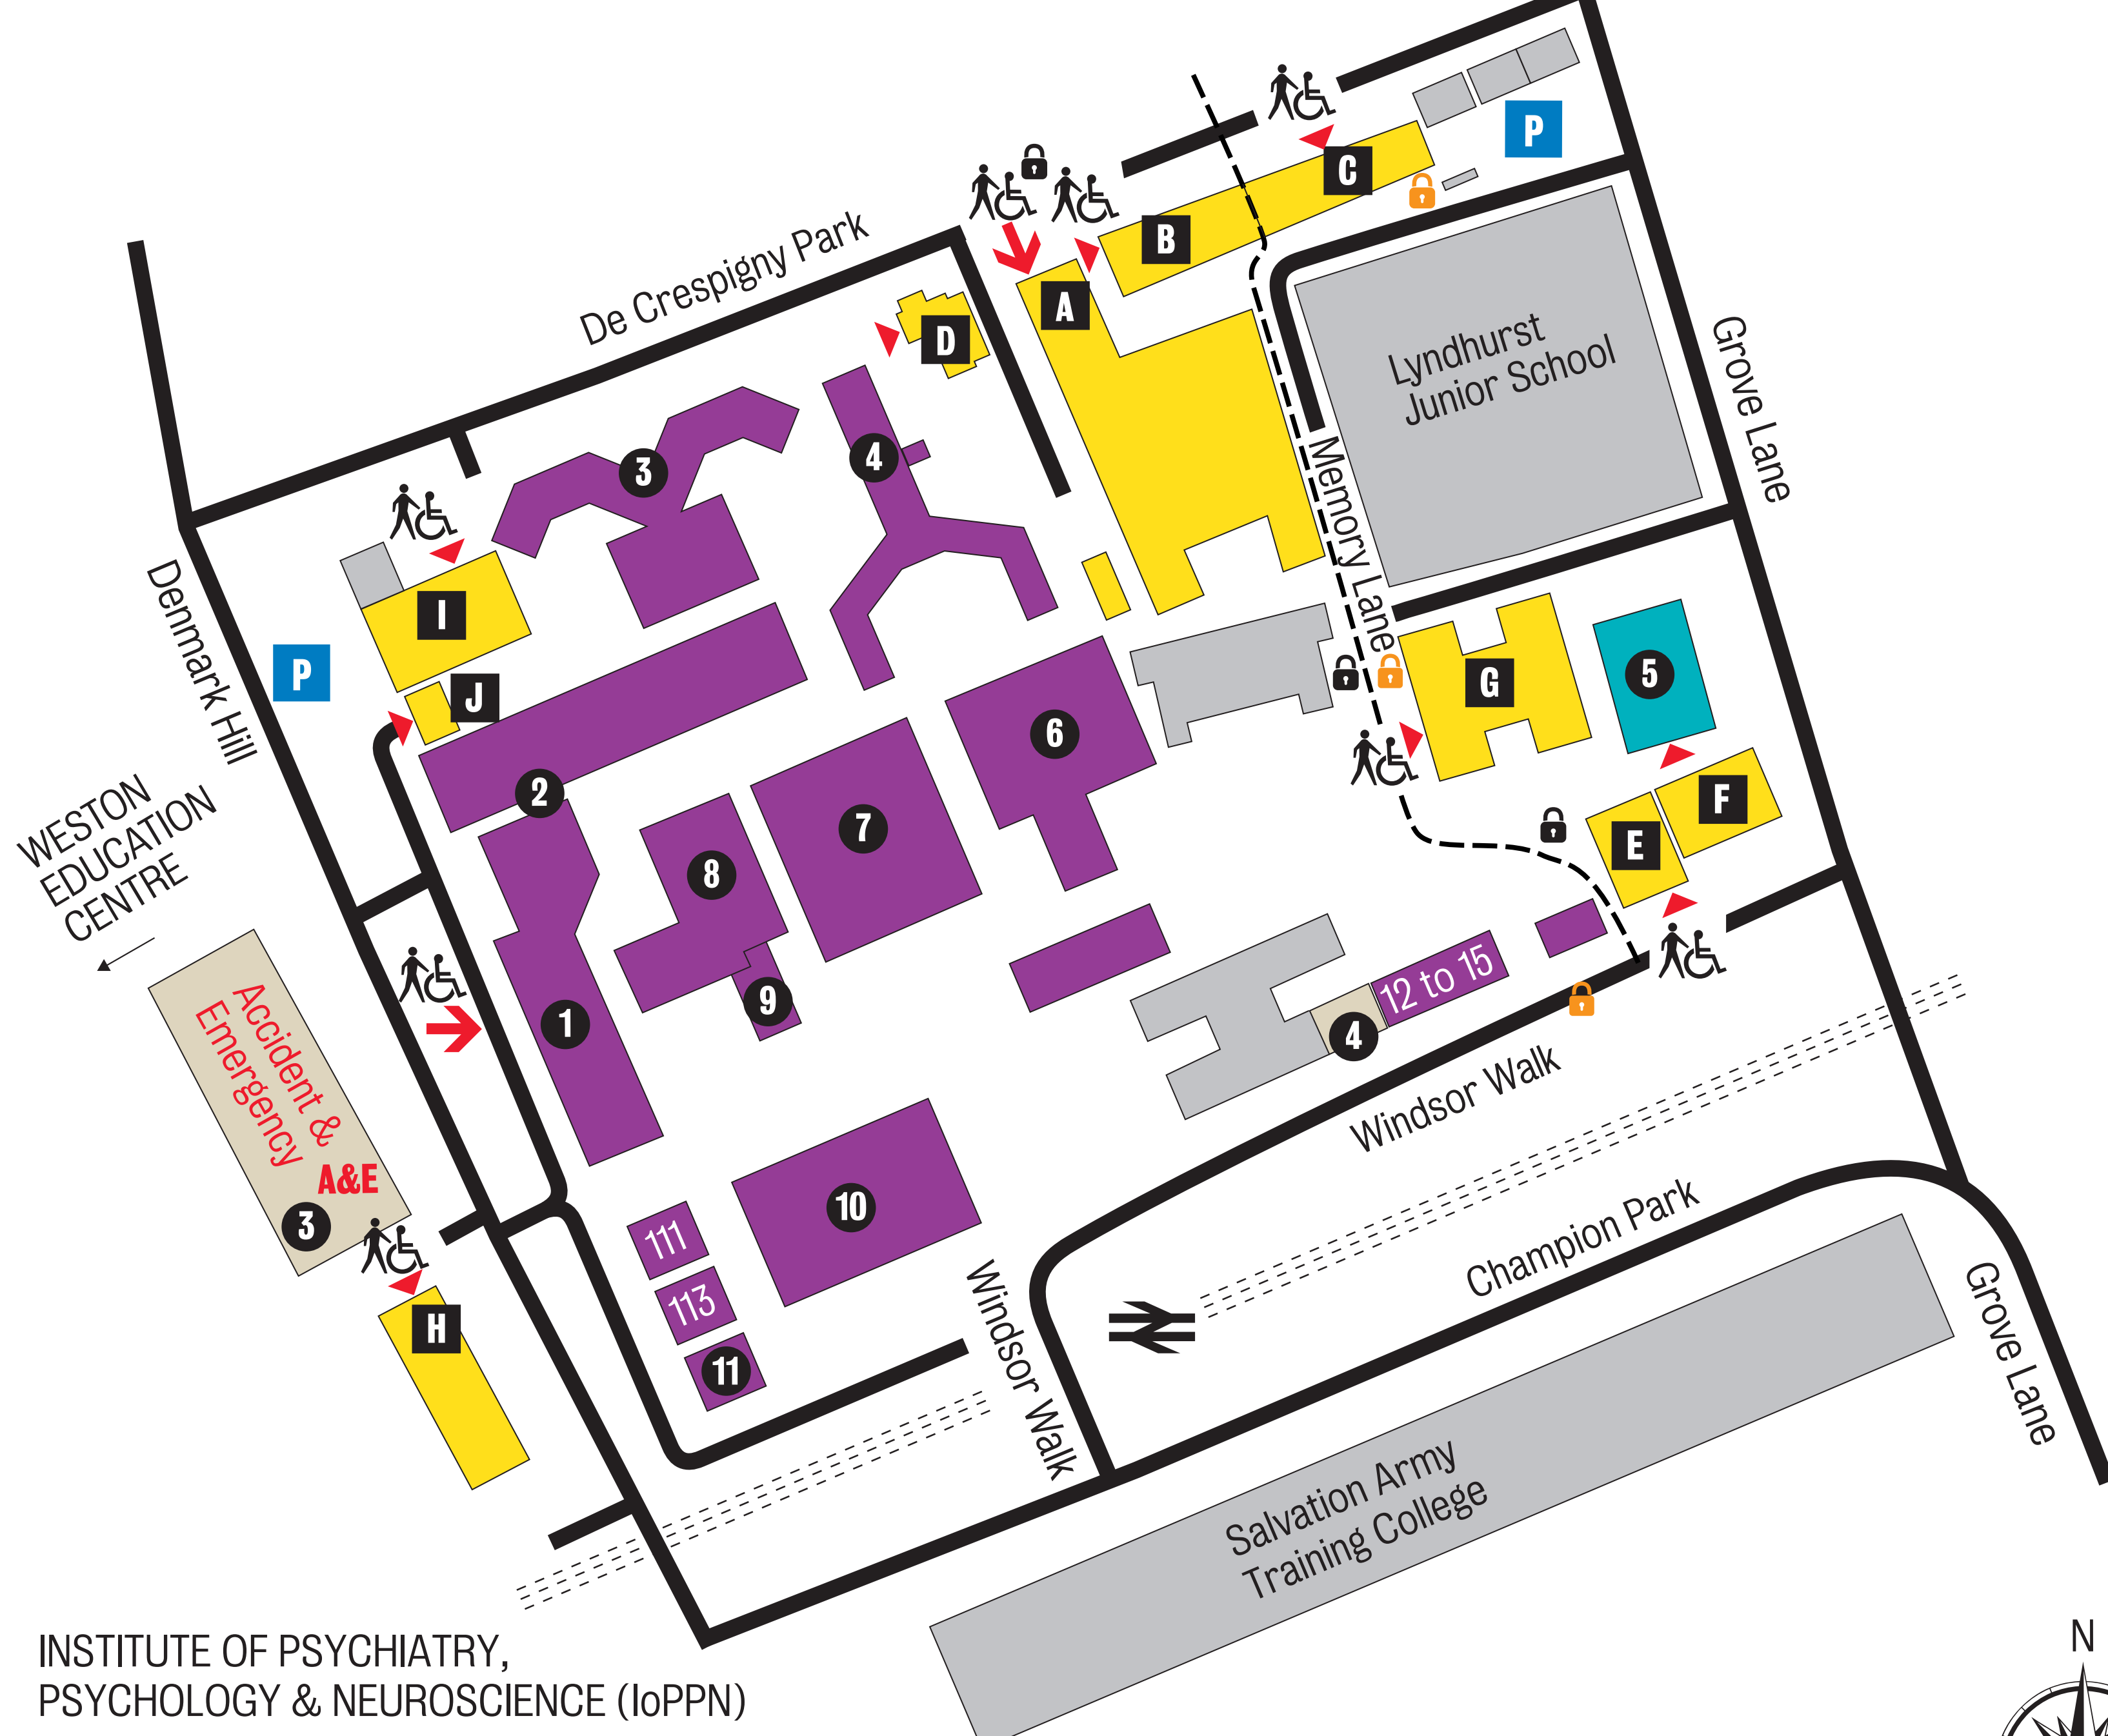 P
C
B
A
De Crespigny Park
D
Lyndhurst
Junior School
Grove Lane
3
4
Memory Lane
I
P
J
Denmark Hill
G
5
6
2
7
F
E
8
WESTON
EDUCATION
CENTRE
9
1
12 to 15
4
Accident &
Emergency
A&E
3
Windsor Walk
10
111
113
11
H
Champion Park
Windsor Walk
Grove Lane
Salvation Army
Training College
INSTITUTE OF PSYCHIATRY,
PSYCHOLOGY & NEUROSCIENCE (IoPPN)
N